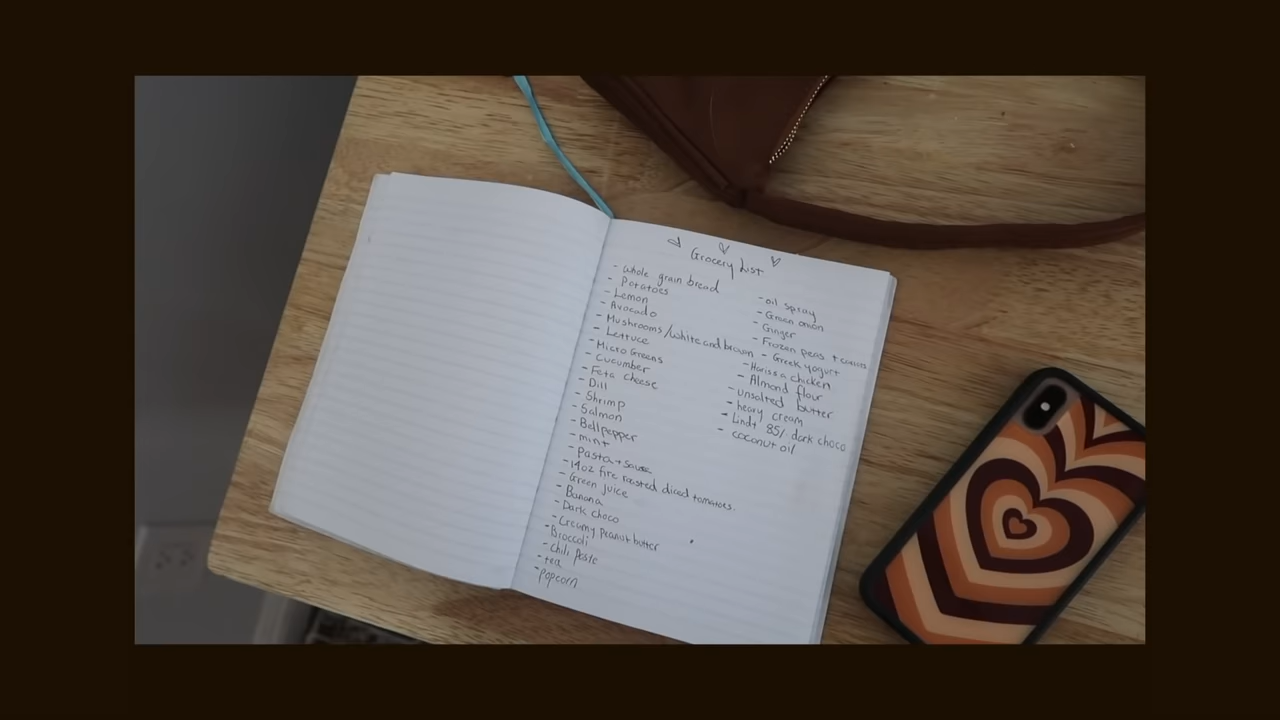 Grocery List
- whole grain bread
- Potatoes
- Lemon
- Avocado
- Mushrooms/white and brown
- Lettuce
- Micro Greens
- Cucumber
- Feta cheese
- Dill
- Shrimp
- Salmon
- Bellpepper
- mint
- Pasta + Sauce
- 14oz fire roasted diced tomatoes.
- Green juice
- Banana
- Dark choco
- Creamy Peanut butter
- Broccoli
- chili paste
- tea
- popcorn
- oil spray
- Green onion
- Ginger
- Frozen peas + carrots
- Greek yogurt
- Harissa chicken
- Almond flour
- unsalted butter
- heavy cream
- Lindt 85% dark choco
- coconut oil